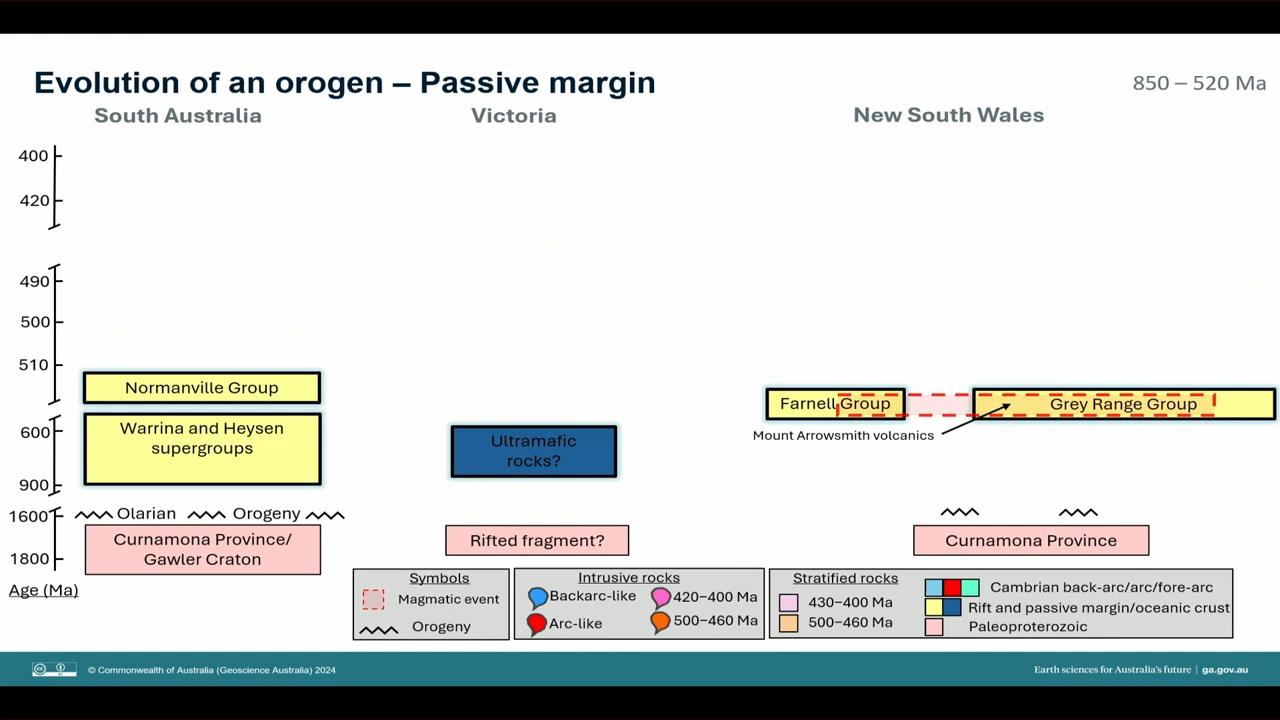 Evolution of an orogen – Passive margin
850 – 520 Ma
South Australia
Victoria
New South Wales
400
420
490
500
510
600
900
1600
1800
Age (Ma)
Normanville Group
Warrina and Heysen
supergroups
Olarian
Orogeny
Curnamona Province/
Gawler Craton
Ultramafic
rocks?
Rifted fragment?
Farnell Group
Grey Range Group
Mount Arrowsmith volcanics
Curnamona Province
Symbols
Magmatic event
Orogeny
Intrusive rocks
Backarc-like
420–400 Ma
Arc-like
500–460 Ma
Stratified rocks
430–400 Ma
500–460 Ma
Cambrian back-arc/arc/fore-arc
Rift and passive margin/oceanic crust
Paleoproterozoic
© Commonwealth of Australia (Geoscience Australia) 2024
Earth sciences for Australia's future | ga.gov.au